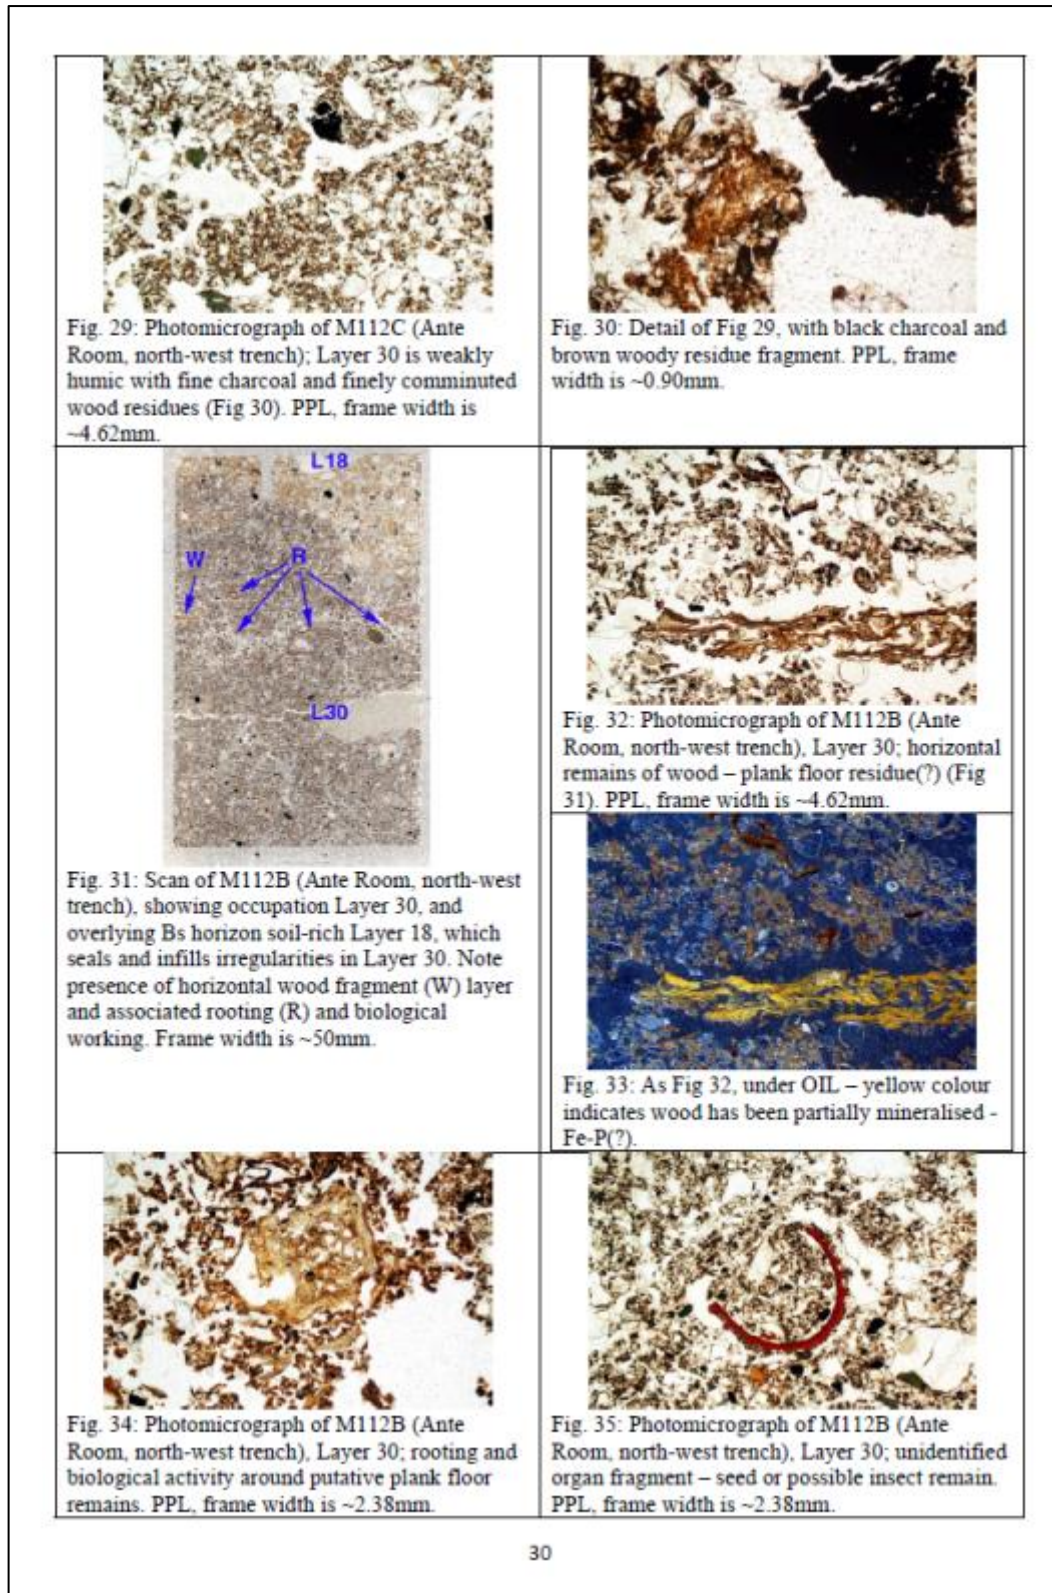 Fig. 29: Photomicrograph of M112C (Ante
Room, north-west trench); Layer 30 is weakly
humic with fine charcoal and finely comminuted
wood residues (Fig 30). PPL, frame width is
~4.62mm.
Fig. 30: Detail of Fig 29, with black charcoal and
brown woody residue fragment. PPL, frame
width is ~0.90mm.
L18
W
R
L30
Fig. 31: Scan of M112B (Ante Room, north-west
trench), showing occupation Layer 30, and
overlying Bs horizon soil-rich Layer 18, which
seals and infills irregularities in Layer 30. Note
presence of horizontal wood fragment (W) layer
and associated rooting (R) and biological
working. Frame width is ~50mm.
Fig. 32: Photomicrograph of M112B (Ante
Room, north-west trench), Layer 30; horizontal
remains of wood – plank floor residue(?) (Fig
31). PPL, frame width is ~4.62mm.
Fig. 33: As Fig 32, under OIL – yellow colour
indicates wood has been partially mineralised -
Fe-P(?).
Fig. 34: Photomicrograph of M112B (Ante
Room, north-west trench), Layer 30; rooting and
biological activity around putative plank floor
remains. PPL, frame width is ~2.38mm.
Fig. 35: Photomicrograph of M112B (Ante
Room, north-west trench), Layer 30; unidentified
organ fragment – seed or possible insect remain.
PPL, frame width is ~2.38mm.
30